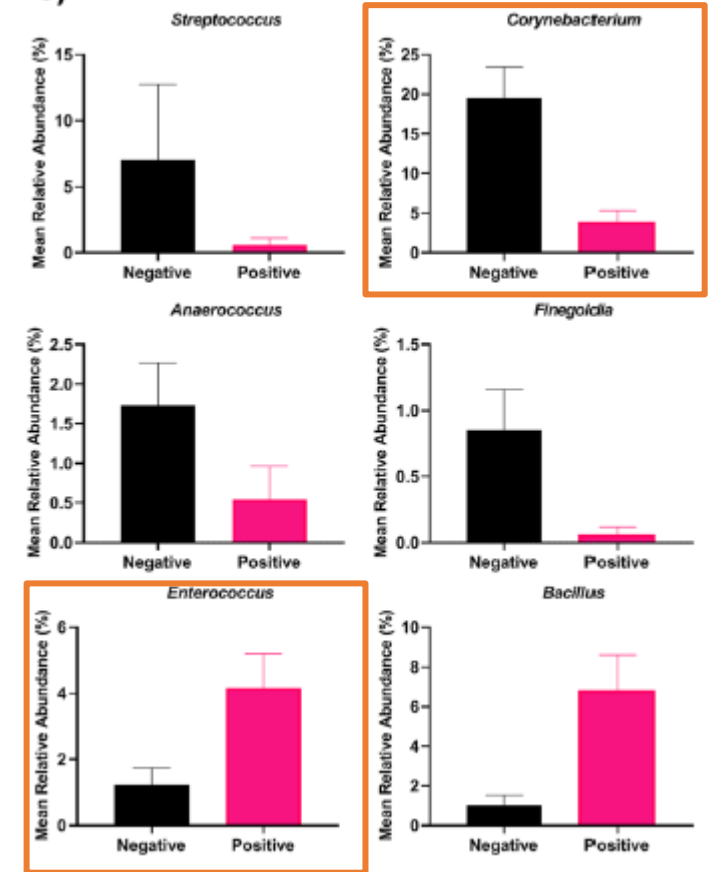 Streptococcus
Mean Relative Abundance (%)
15
10
5
0
Negative Positive
Corynebacterium
Mean Relative Abundance (%)
25
20
15
10
5
0
Negative Positive
Anaerococcus
Mean Relative Abundance (%)
2.5
2.0
1.5
1.0
0.5
0.0
Negative Positive
Finegoldia
Mean Relative Abundance (%)
1.5
1.0
0.5
0.0
Negative Positive
Enterococcus
Mean Relative Abundance (%)
6
4
2
0
Negative Positive
Bacillus
Mean Relative Abundance (%)
10
8
6
4
2
0
Negative Positive